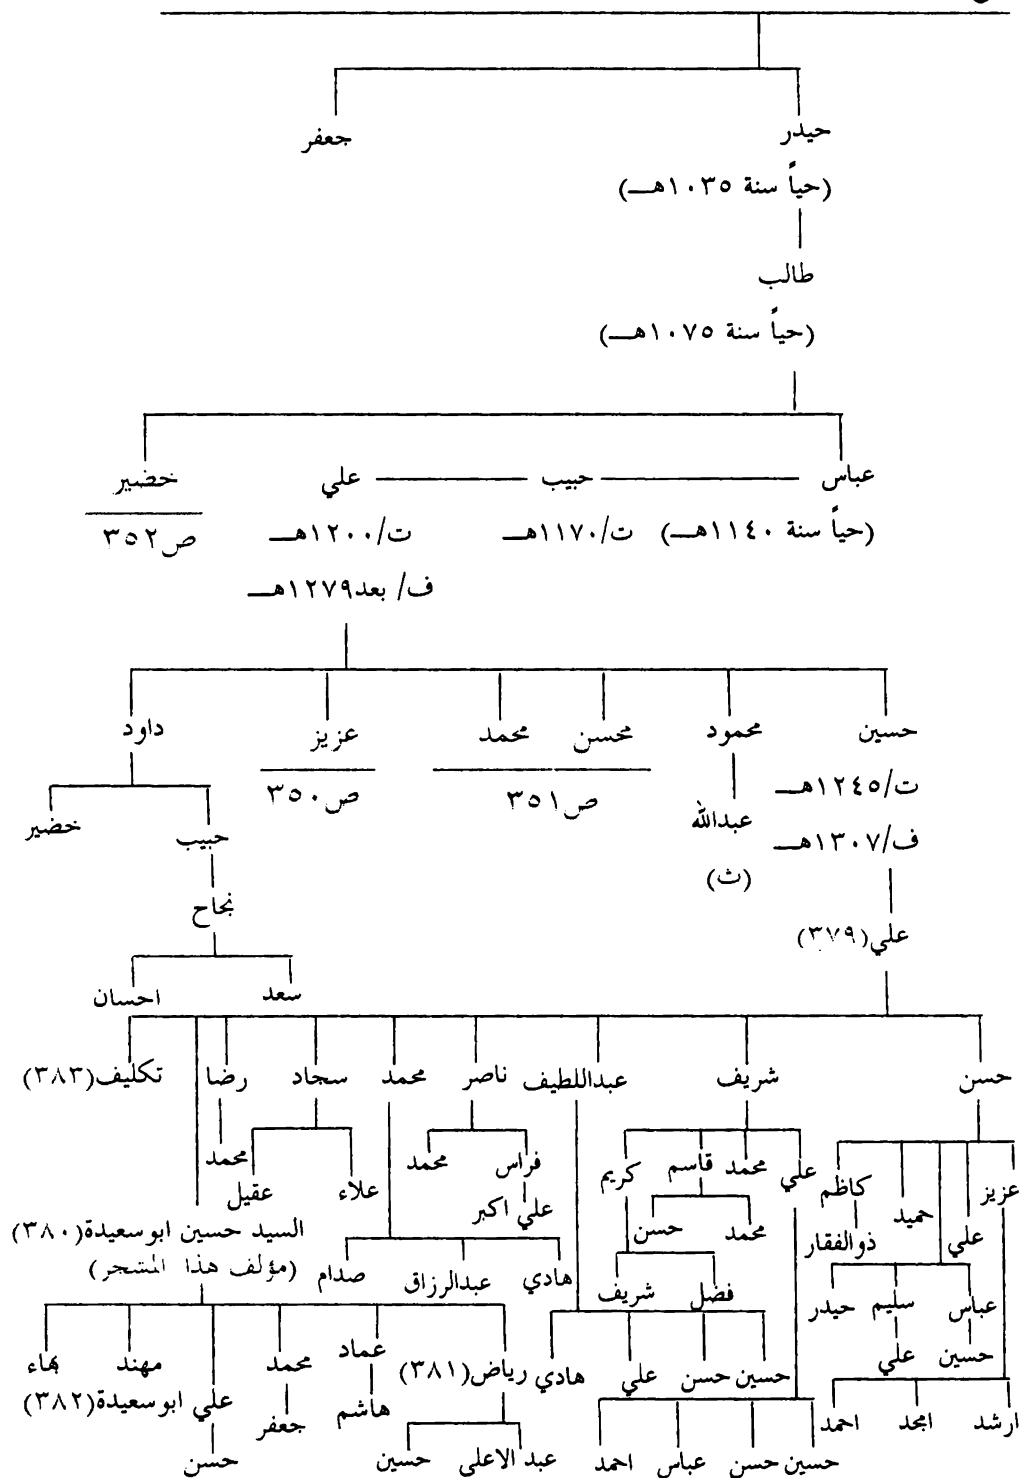 حيدر جعفر
(حياً سنة ١٠٣٥هـ)
طالب
(حياً سنة ١٠٧٥هـ)
عباس حبيب علي خضير
(حياً سنة ١١٤٠هـ) ت/١١٧٠هـ ت/١٢٠٠هـ ص٣٥٢
ف/ بعد١٢٧٩هـ
حسين محمود محسن محمد عزيز داود
ت/١٢٤٥هـ عبدالله ص٣٥١ ص٣٥٠ حبيب خضير
ف/١٣٠٧هـ (ث) نجاح
علي(٣٧٩)
سعد احسان
حسن شريف عبداللطيف ناصر محمد سجاد رضا تكليف(٣٨٣)
عزيز علي حميد كاظم علي محمد قاسم كريم فراس محمد علاء عقيل محمد
ذوالفقار محمد حسن علي اكبر السيد حسين ابوسعيدة(٣٨٠)
(مؤلف هذا المشجر)
عباس سليم حيدر فضل شريف هادي عبدالرزاق صدام
حسين علي حسين حسن علي هادي رياض(٣٨١) عماد محمد مهند بهاء
علي ابوسعيدة(٣٨٢)
ارشد امجد احمد هاشم جعفر
حسين حسن عباس احمد عبد الاعلى حسين حسن